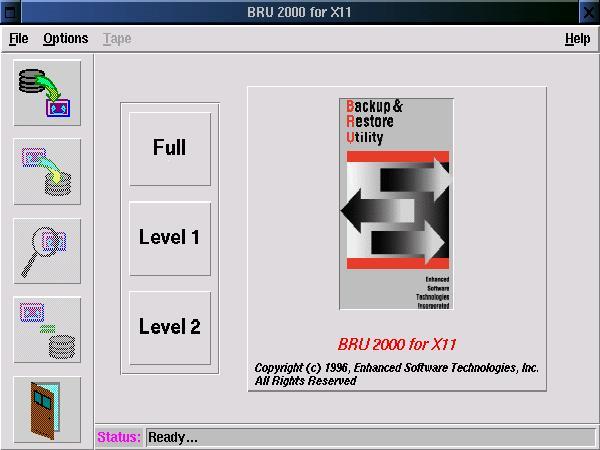 BRU 2000 for X11
File Options Tape Help
Full
Level 1
Level 2
Backup &
Restore
Utility
Enhanced
Software
Technologies
Incorporated
BRU 2000 for X11
Copyright (c) 1996, Enhanced Software Technologies, Inc.
All Rights Reserved
Status: Ready...